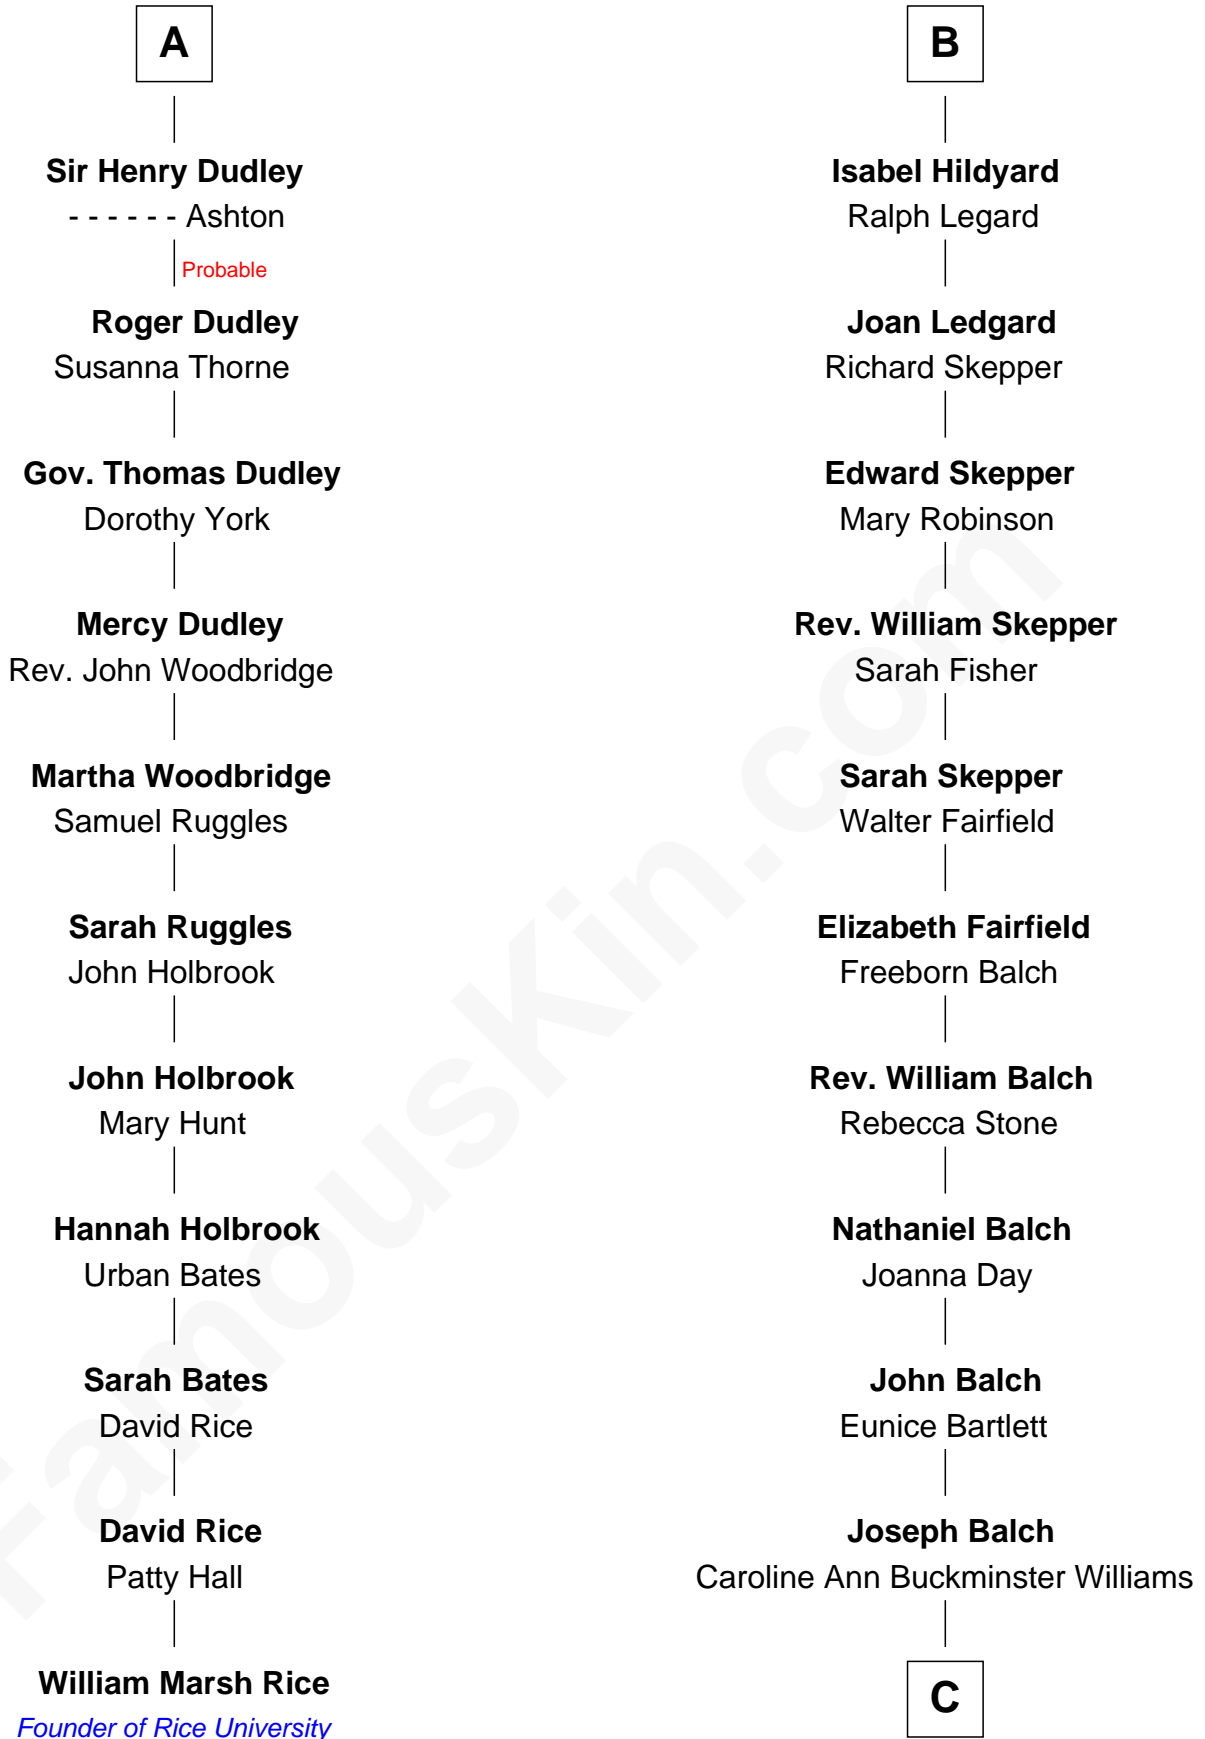 A
Sir Henry Dudley
- - - - - - Ashton
Probable
Roger Dudley
Susanna Thorne
Gov. Thomas Dudley
Dorothy York
Mercy Dudley
Rev. John Woodbridge
Martha Woodbridge
Samuel Ruggles
Sarah Ruggles
John Holbrook
John Holbrook
Mary Hunt
Hannah Holbrook
Urban Bates
Sarah Bates
David Rice
David Rice
Patty Hall
William Marsh Rice
Founder of Rice University
B
Isabel Hildyard
Ralph Legard
Joan Ledgard
Richard Skepper
Edward Skepper
Mary Robinson
Rev. William Skepper
Sarah Fisher
Sarah Skepper
Walter Fairfield
Elizabeth Fairfield
Freeborn Balch
Rev. William Balch
Rebecca Stone
Nathaniel Balch
Joanna Day
John Balch
Eunice Bartlett
Joseph Balch
Caroline Ann Buckminster Williams
C
FamousKin.com